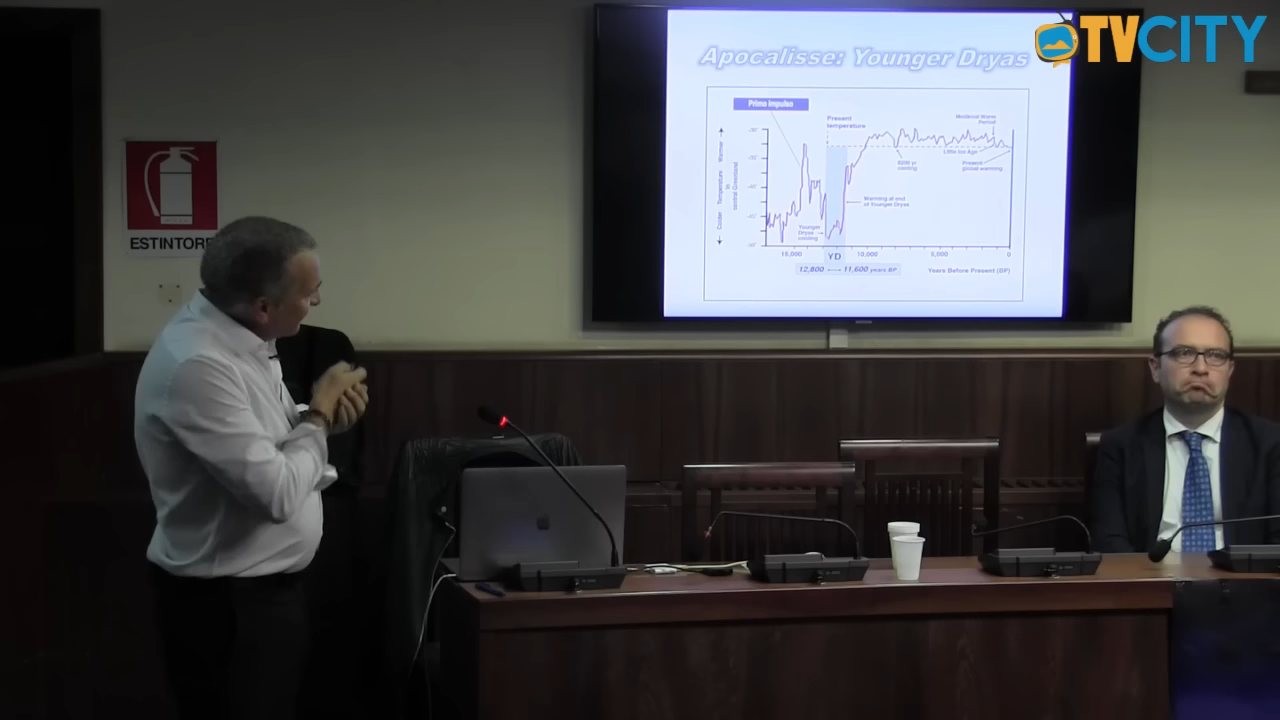 TVCITY
Apocalisse: Younger Dryas
Primo impulso
Present
temperature
Medieval Warm
Period
Little Ice Age
8200 yr
cooling
Present
global warming
Warmer
Temperature
in
central Greenland
Colder
Warming at end
of Younger Dryas
Younger
Dryas
cooling
YD
10,000
5,000
0
12,800
11,600 years BP
Years Before Present (BP)
ESTINTORE